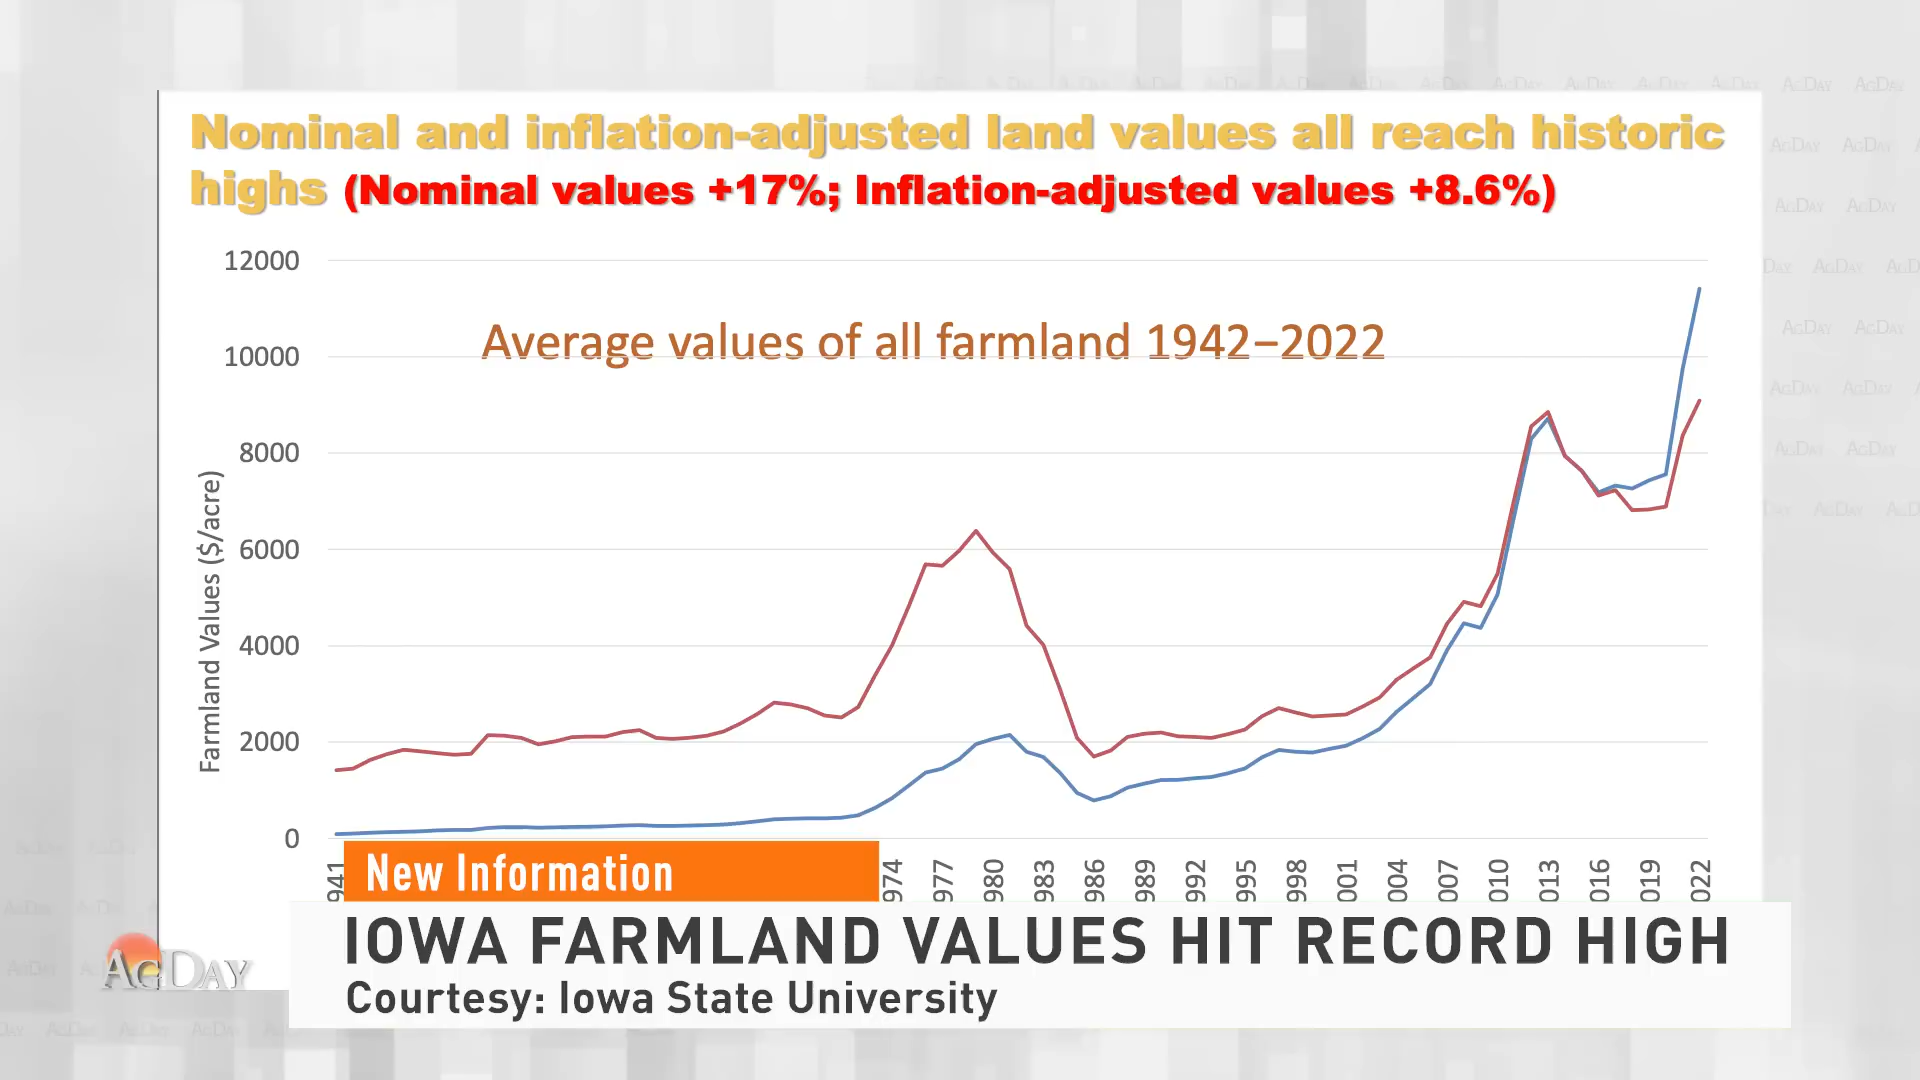 Nominal and inflation-adjusted land values all reach historic
highs (Nominal values +17%; Inflation-adjusted values +8.6%)
Average values of all farmland 1942–2022
Farmland Values ($/acre)
12000
10000
8000
6000
4000
2000
0
941 974 977 980 983 986 989 992 995 998 001 004 007 010 013 016 019 022
New Information
IOWA FARMLAND VALUES HIT RECORD HIGH
Courtesy: Iowa State University
AGDAY